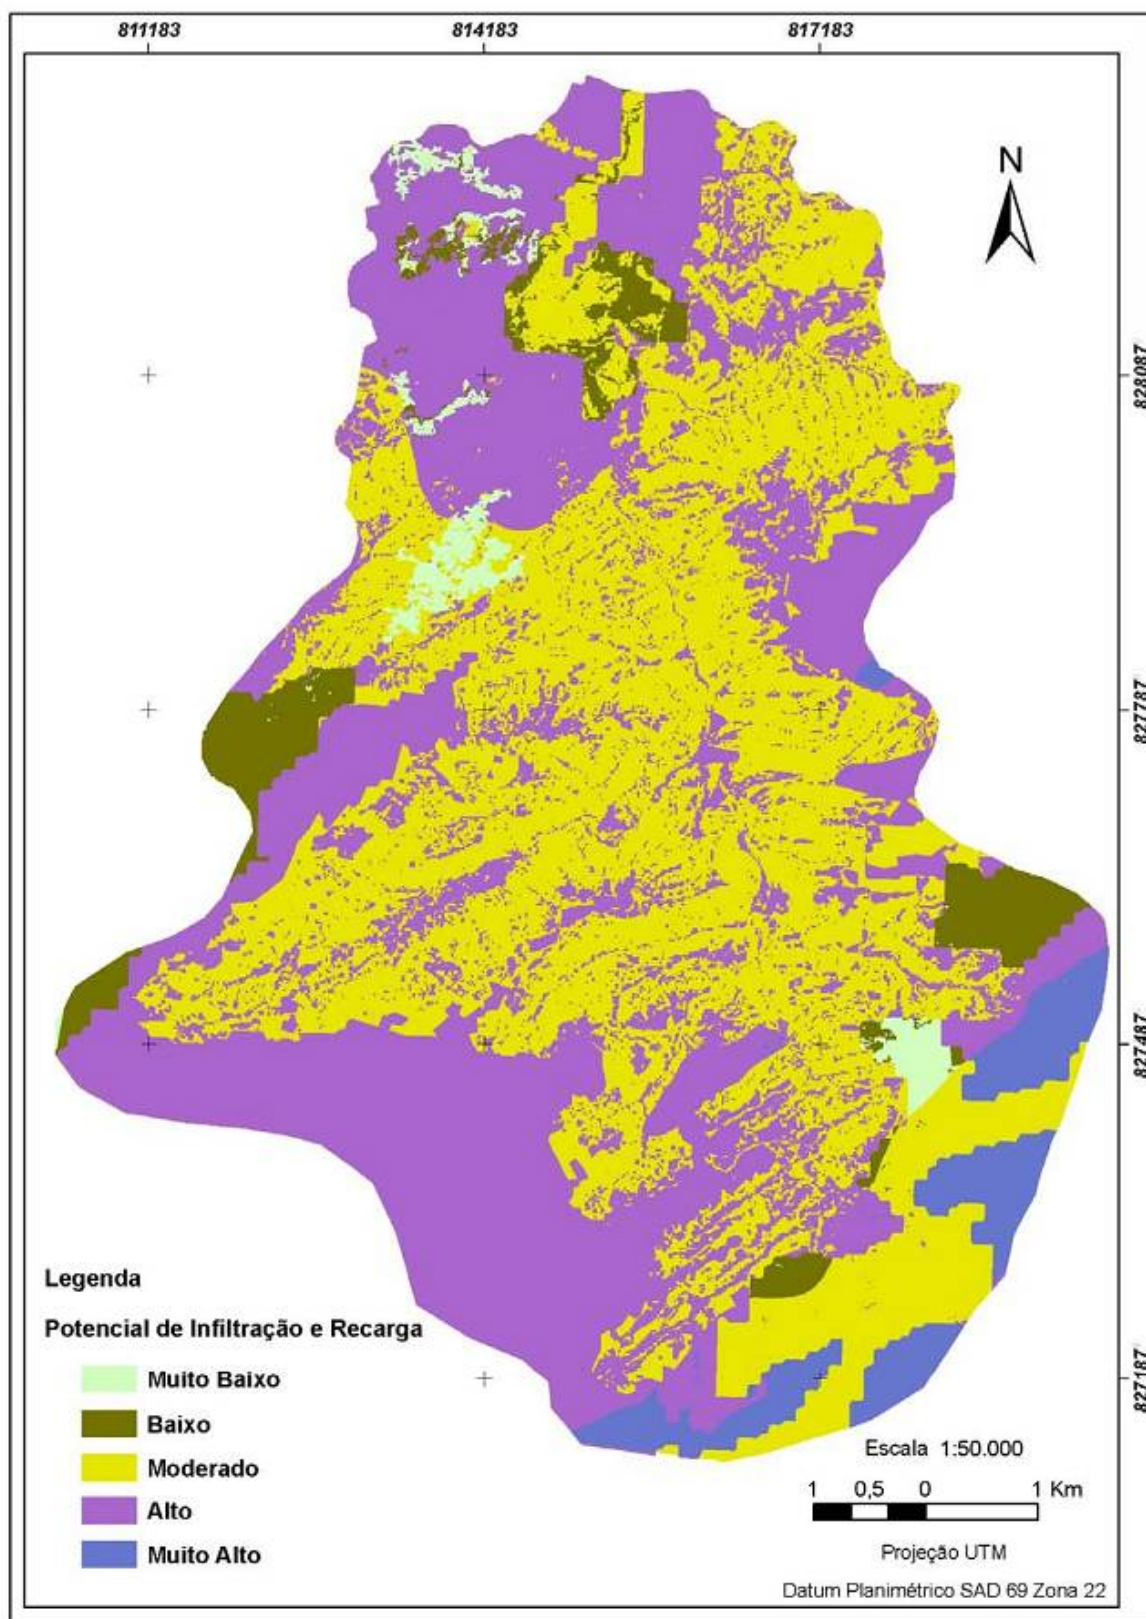 811183 814183 817183
N
828087
827787
827487
827187
Legenda
Potencial de Infiltração e Recarga
Muito Baixo
Baixo
Moderado
Alto
Muito Alto
Escala 1:50.000
1 0,5 0 1 Km
Projeção UTM
Datum Planimétrico SAD 69 Zona 22